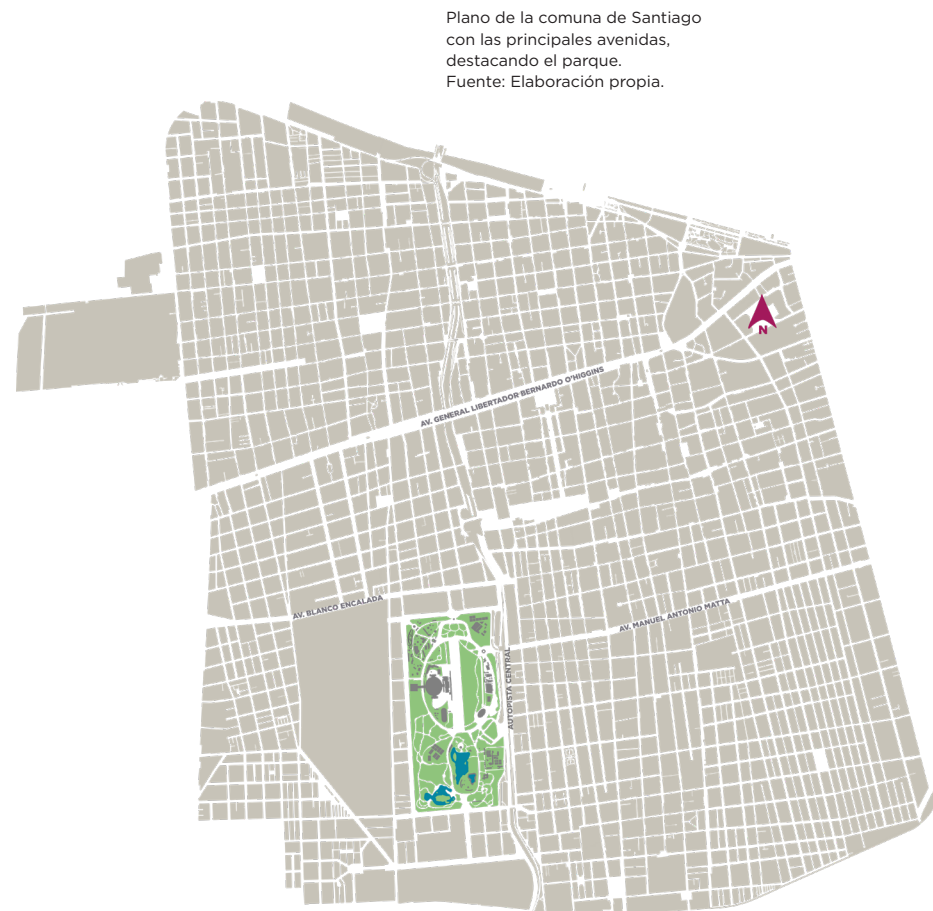 Plano de la comuna de Santiago
con las principales avenidas,
destacando el parque.
Fuente: Elaboración propia.
N
AV. GENERAL LIBERTADOR BERNARDO O'HIGGINS
AV. BLANCO ENCALADA
AV. MANUEL ANTONIO MATTA
AUTOPISTA CENTRAL